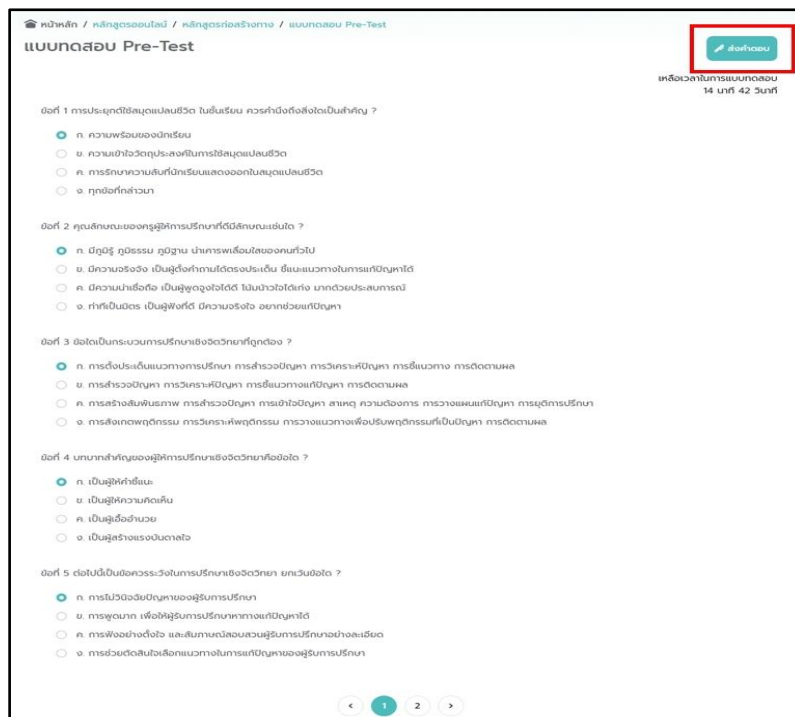 หน้าหลัก / หลักสูตรออนไลน์ / หลักสูตรก่อสร้างทาง / แบบทดสอบ Pre-Test
แบบทดสอบ Pre-Test
ส่งคำตอบ
เหลือเวลาในการแบบทดสอบ
14 นาที 42 วินาที
ข้อที่ 1 การประยุกต์ใช้สมุดแปลนชีวิต ในชั้นเรียน ควรคำนึงถึงสิ่งใดเป็นสำคัญ ?
ก. ความพร้อมของนักเรียน
ข. ความเข้าใจวัตถุประสงค์ในการใช้สมุดแปลนชีวิต
ค. การรักษาความลับที่นักเรียนแสดงออกในสมุดแปลนชีวิต
ง. ทุกข้อที่กล่าวมา
ข้อที่ 2 คุณลักษณะของครูผู้ให้การปรึกษาที่ดีมีลักษณะเช่นใด ?
ก. มีภูมิรู้ ภูมิธรรม ภูมิฐาน น่าเคารพเลื่อมใสของคนทั่วไป
ข. มีความจริงจัง เป็นผู้ตั้งคำถามได้ตรงประเด็น ชี้แนะแนวทางในการแก้ปัญหาได้
ค. มีความน่าเชื่อถือ เป็นผู้พูดจูงใจได้ดี โน้มน้าวใจได้เก่ง มากด้วยประสบการณ์
ง. ท่าทีเป็นมิตร เป็นผู้ฟังที่ดี มีความจริงใจ อยากช่วยแก้ปัญหา
ข้อที่ 3 ข้อใดเป็นกระบวนการปรึกษาเชิงจิตวิทยาที่ถูกต้อง ?
ก. การตั้งประเด็นแนวทางการปรึกษา การสำรวจปัญหา การวิเคราะห์ปัญหา การชี้แนวทาง การติดตามผล
ข. การสำรวจปัญหา การวิเคราะห์ปัญหา การชี้แนวทางแก้ปัญหา การติดตามผล
ค. การสร้างสัมพันธภาพ การสำรวจปัญหา การเข้าใจปัญหา สาเหตุ ความต้องการ การวางแผนแก้ปัญหา การยุติการปรึกษา
ง. การสังเกตพฤติกรรม การวิเคราะห์พฤติกรรม การวางแนวทางเพื่อปรับพฤติกรรมที่เป็นปัญหา การติดตามผล
ข้อที่ 4 บทบาทสำคัญของผู้ให้การปรึกษาเชิงจิตวิทยาคือข้อใด ?
ก. เป็นผู้ให้คำชี้แนะ
ข. เป็นผู้ให้ความคิดเห็น
ค. เป็นผู้เอื้ออำนวย
ง. เป็นผู้สร้างแรงบันดาลใจ
ข้อที่ 5 ต่อไปนี้เป็นข้อควรระวังในการปรึกษาเชิงจิตวิทยา ยกเว้นข้อใด ?
ก. การไม่วินิจฉัยปัญหาของผู้รับการปรึกษา
ข. การพูดมาก เพื่อให้ผู้รับการปรึกษาหาทางแก้ปัญหาได้
ค. การฟังอย่างตั้งใจ และสัมภาษณ์สอบสวนผู้รับการปรึกษาอย่างละเอียด
ง. การช่วยตัดสินใจเลือกแนวทางในการแก้ปัญหาของผู้รับการปรึกษา
1 2